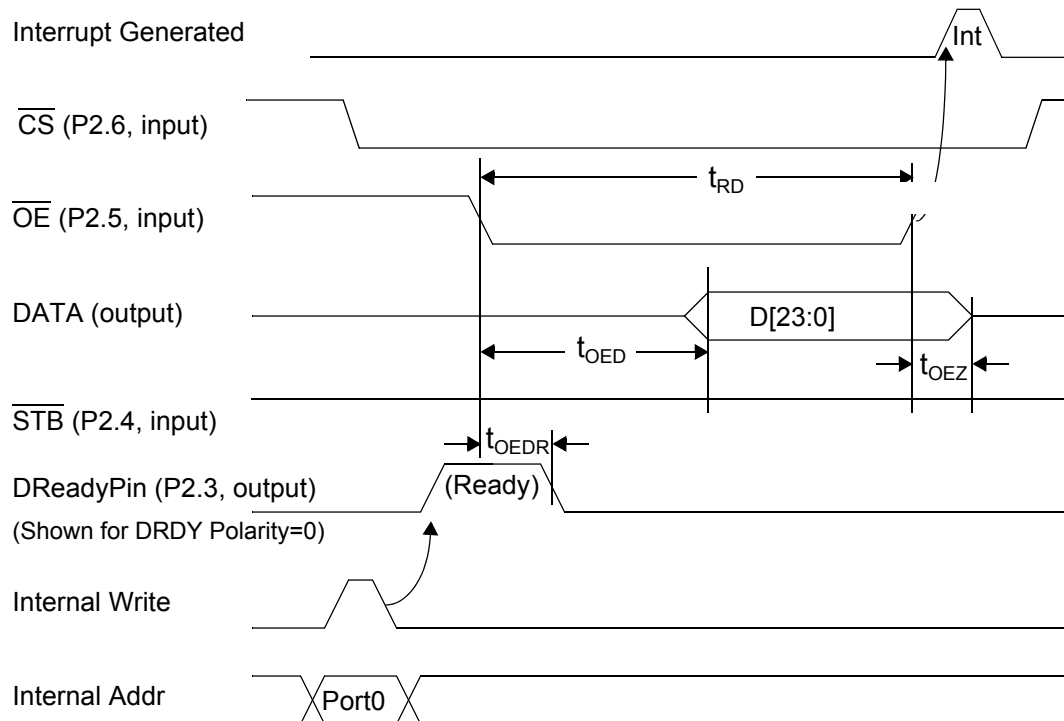 Interrupt Generated
Int
CS (P2.6, input)
tRD
OE (P2.5, input)
DATA (output)
D[23:0]
tOED
tOEZ
STB (P2.4, input)
tOEDR
DReadyPin (P2.3, output)
(Ready)
(Shown for DRDY Polarity=0)
Internal Write
Internal Addr
Port0